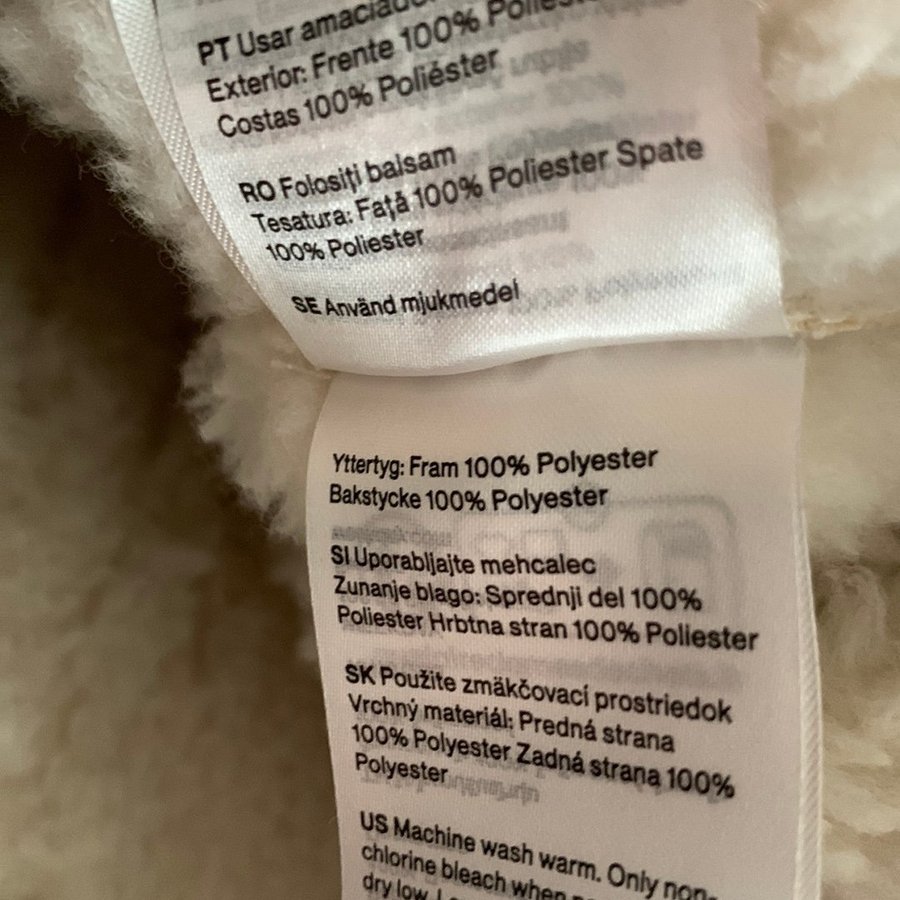 PT Usar amaciador
Exterior: Frente 100% Poliéster
Costas 100% Poliéster
RO Folosiţi balsam
Tesatura: Faţă 100% Poliester Spate
100% Poliester
SE Använd mjukmedel
Yttertyg: Fram 100% Polyester
Bakstycke 100% Polyester
SI Uporabljajte mehcalec
Zunanje blago: Sprednji del 100%
Poliester Hrbtna stran 100% Poliester
SK Použite zmäkčovací prostriedok
Vrchný materiál: Predná strana
100% Polyester Zadná strana 100%
Polyester
US Machine wash warm. Only non-
chlorine bleach when
dry low.